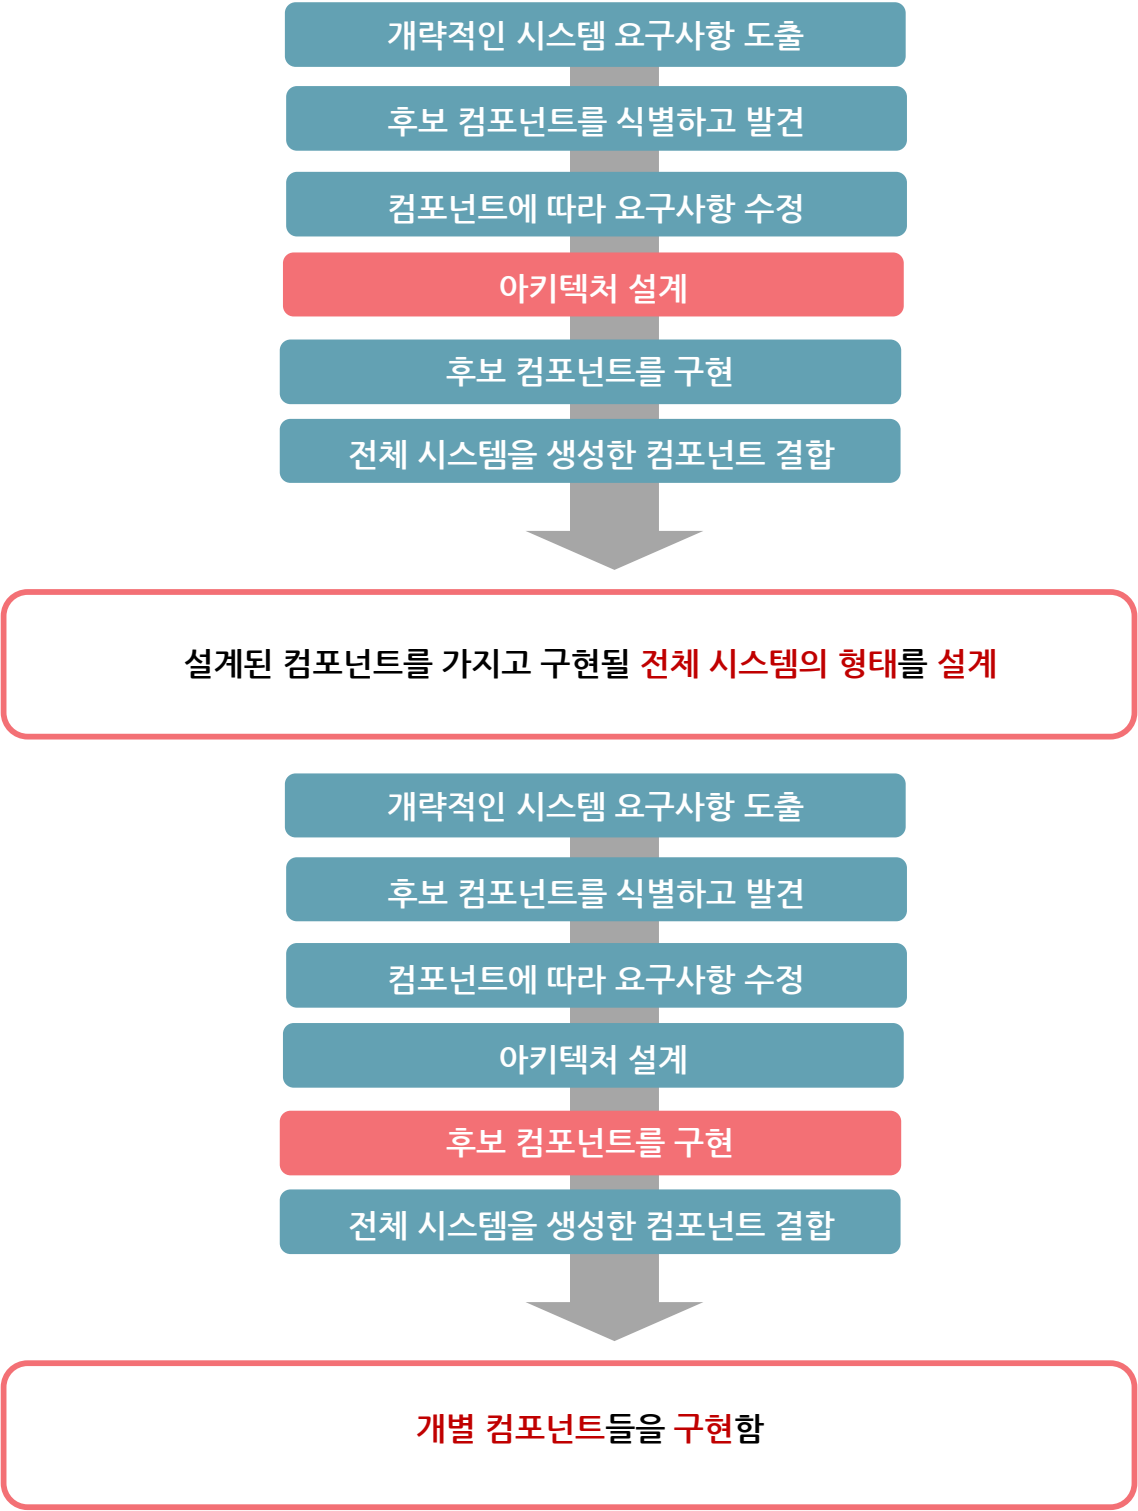 개략적인 시스템 요구사항 도출
후보 컴포넌트를 식별하고 발견
컴포넌트에 따라 요구사항 수정
아키텍처 설계
후보 컴포넌트를 구현
전체 시스템을 생성한 컴포넌트 결합
설계된 컴포넌트를 가지고 구현될 전체 시스템의 형태를 설계
개략적인 시스템 요구사항 도출
후보 컴포넌트를 식별하고 발견
컴포넌트에 따라 요구사항 수정
아키텍처 설계
후보 컴포넌트를 구현
전체 시스템을 생성한 컴포넌트 결합
개별 컴포넌트들을 구현함